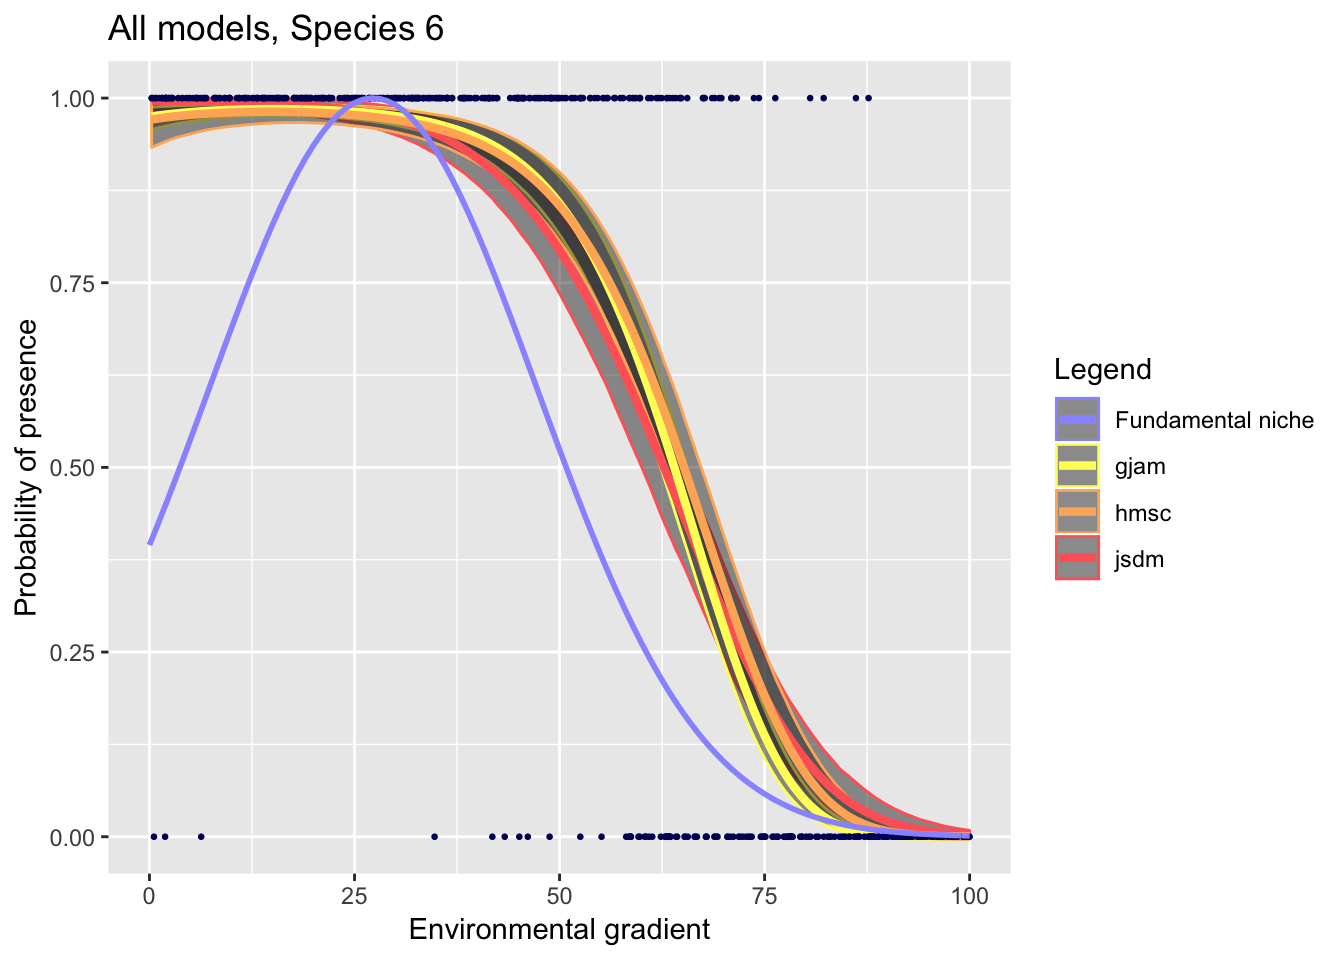 All models, Species 6
1.00
0.75
0.50
0.25
0.00
Probability of presence
0
25
50
75
100
Environmental gradient
Legend
Fundamental niche
gjam
hmsc
jsdm